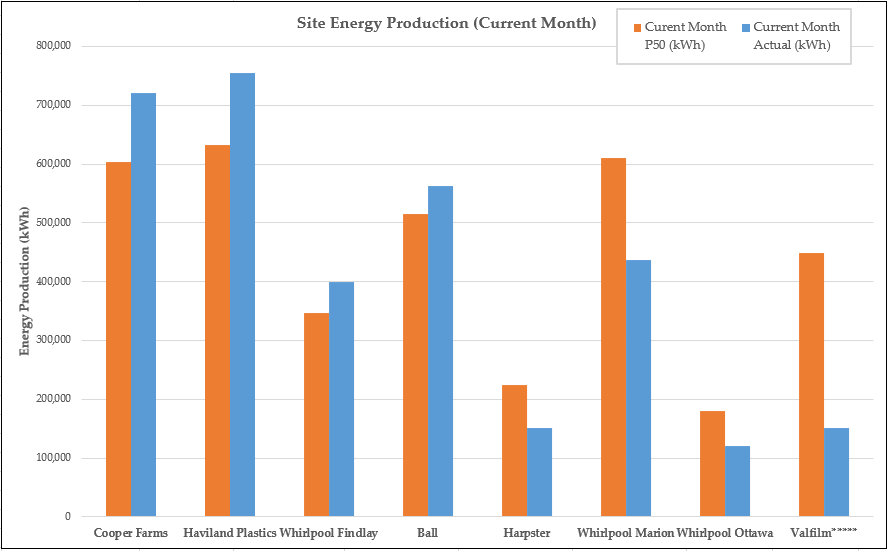 Site Energy Production (Current Month)
Curent Month
P50 (kWh)
Current Month
Actual (kWh)
Energy Production (kWh)
800,000
700,000
600,000
500,000
400,000
300,000
200,000
100,000
0
Cooper Farms
Haviland Plastics
Whirlpool Findlay
Ball
Harpster
Whirlpool Marion
Whirlpool Ottawa
Valfilm*****